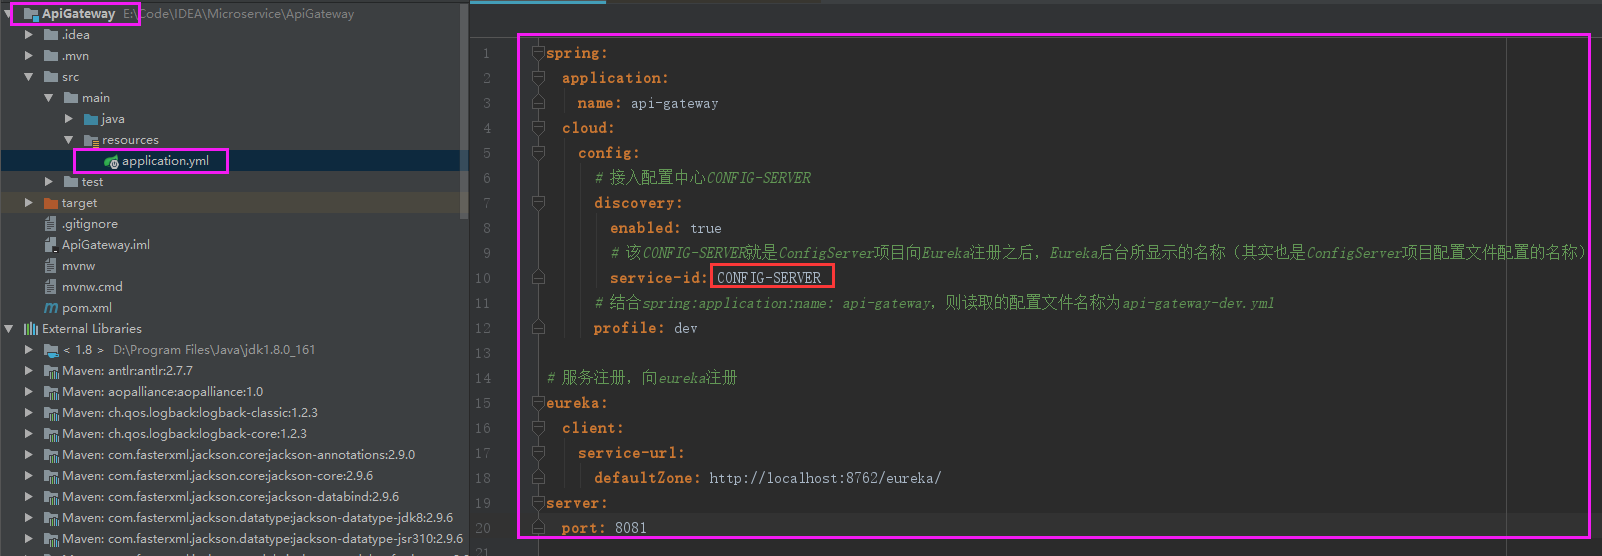 ApiGateway E:\Code\IDEA\Microservice\ApiGateway
.idea
.mvn
src
main
java
resources
application.yml
test
target
.gitignore
ApiGateway.iml
mvnw
mvnw.cmd
pom.xml
External Libraries
< 1.8 > D:\Program Files\Java\jdk1.8.0_161
Maven: antlr:antlr:2.7.7
Maven: aopalliance:aopalliance:1.0
Maven: ch.qos.logback:logback-classic:1.2.3
Maven: ch.qos.logback:logback-core:1.2.3
Maven: com.fasterxml.jackson.core:jackson-annotations:2.9.0
Maven: com.fasterxml.jackson.core:jackson-core:2.9.6
Maven: com.fasterxml.jackson.core:jackson-databind:2.9.6
Maven: com.fasterxml.jackson.datatype:jackson-datatype-jdk8:2.9.6
Maven: com.fasterxml.jackson.datatype:jackson-datatype-jsr310:2.9.6
1 spring:
2 application:
3 name: api-gateway
4 cloud:
5 config:
6 # 接入配置中心CONFIG-SERVER
7 discovery:
8 enabled: true
9 # 该CONFIG-SERVER就是ConfigServer项目向Eureka注册之后，Eureka后台所显示的名称（其实也是ConfigServer项目配置文件配置的名称）
10 service-id: CONFIG-SERVER
11 # 结合spring:application:name: api-gateway，则读取的配置文件名称为api-gateway-dev.yml
12 profile: dev
13
14 # 服务注册，向eureka注册
15 eureka:
16 client:
17 service-url:
18 defaultZone: http://localhost:8762/eureka/
19 server:
20 port: 8081
21